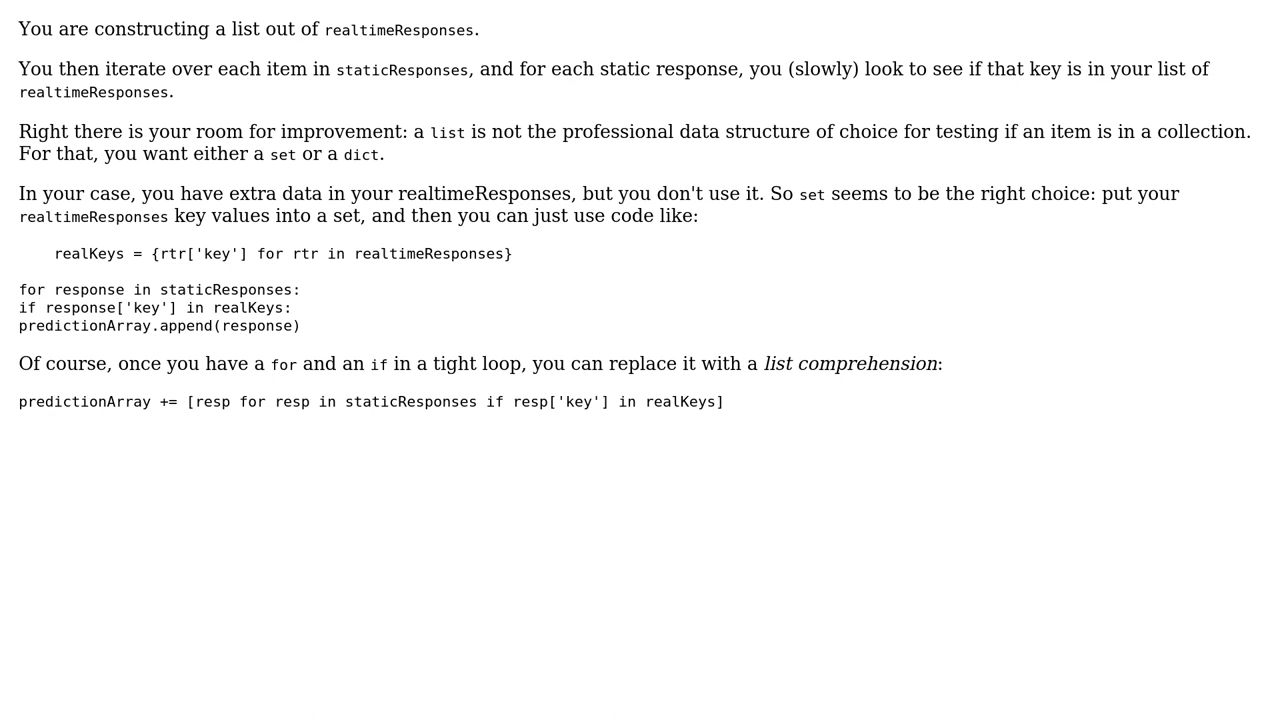 You are constructing a list out of realtimeResponses.
You then iterate over each item in staticResponses, and for each static response, you (slowly) look to see if that key is in your list of
realtimeResponses.
Right there is your room for improvement: a list is not the professional data structure of choice for testing if an item is in a collection.
For that, you want either a set or a dict.
In your case, you have extra data in your realtimeResponses, but you don't use it. So set seems to be the right choice: put your
realtimeResponses key values into a set, and then you can just use code like:
    realKeys = {rtr['key'] for rtr in realtimeResponses}
for response in staticResponses:
if response['key'] in realKeys:
predictionArray.append(response)
Of course, once you have a for and an if in a tight loop, you can replace it with a list comprehension:
predictionArray += [resp for resp in staticResponses if resp['key'] in realKeys]